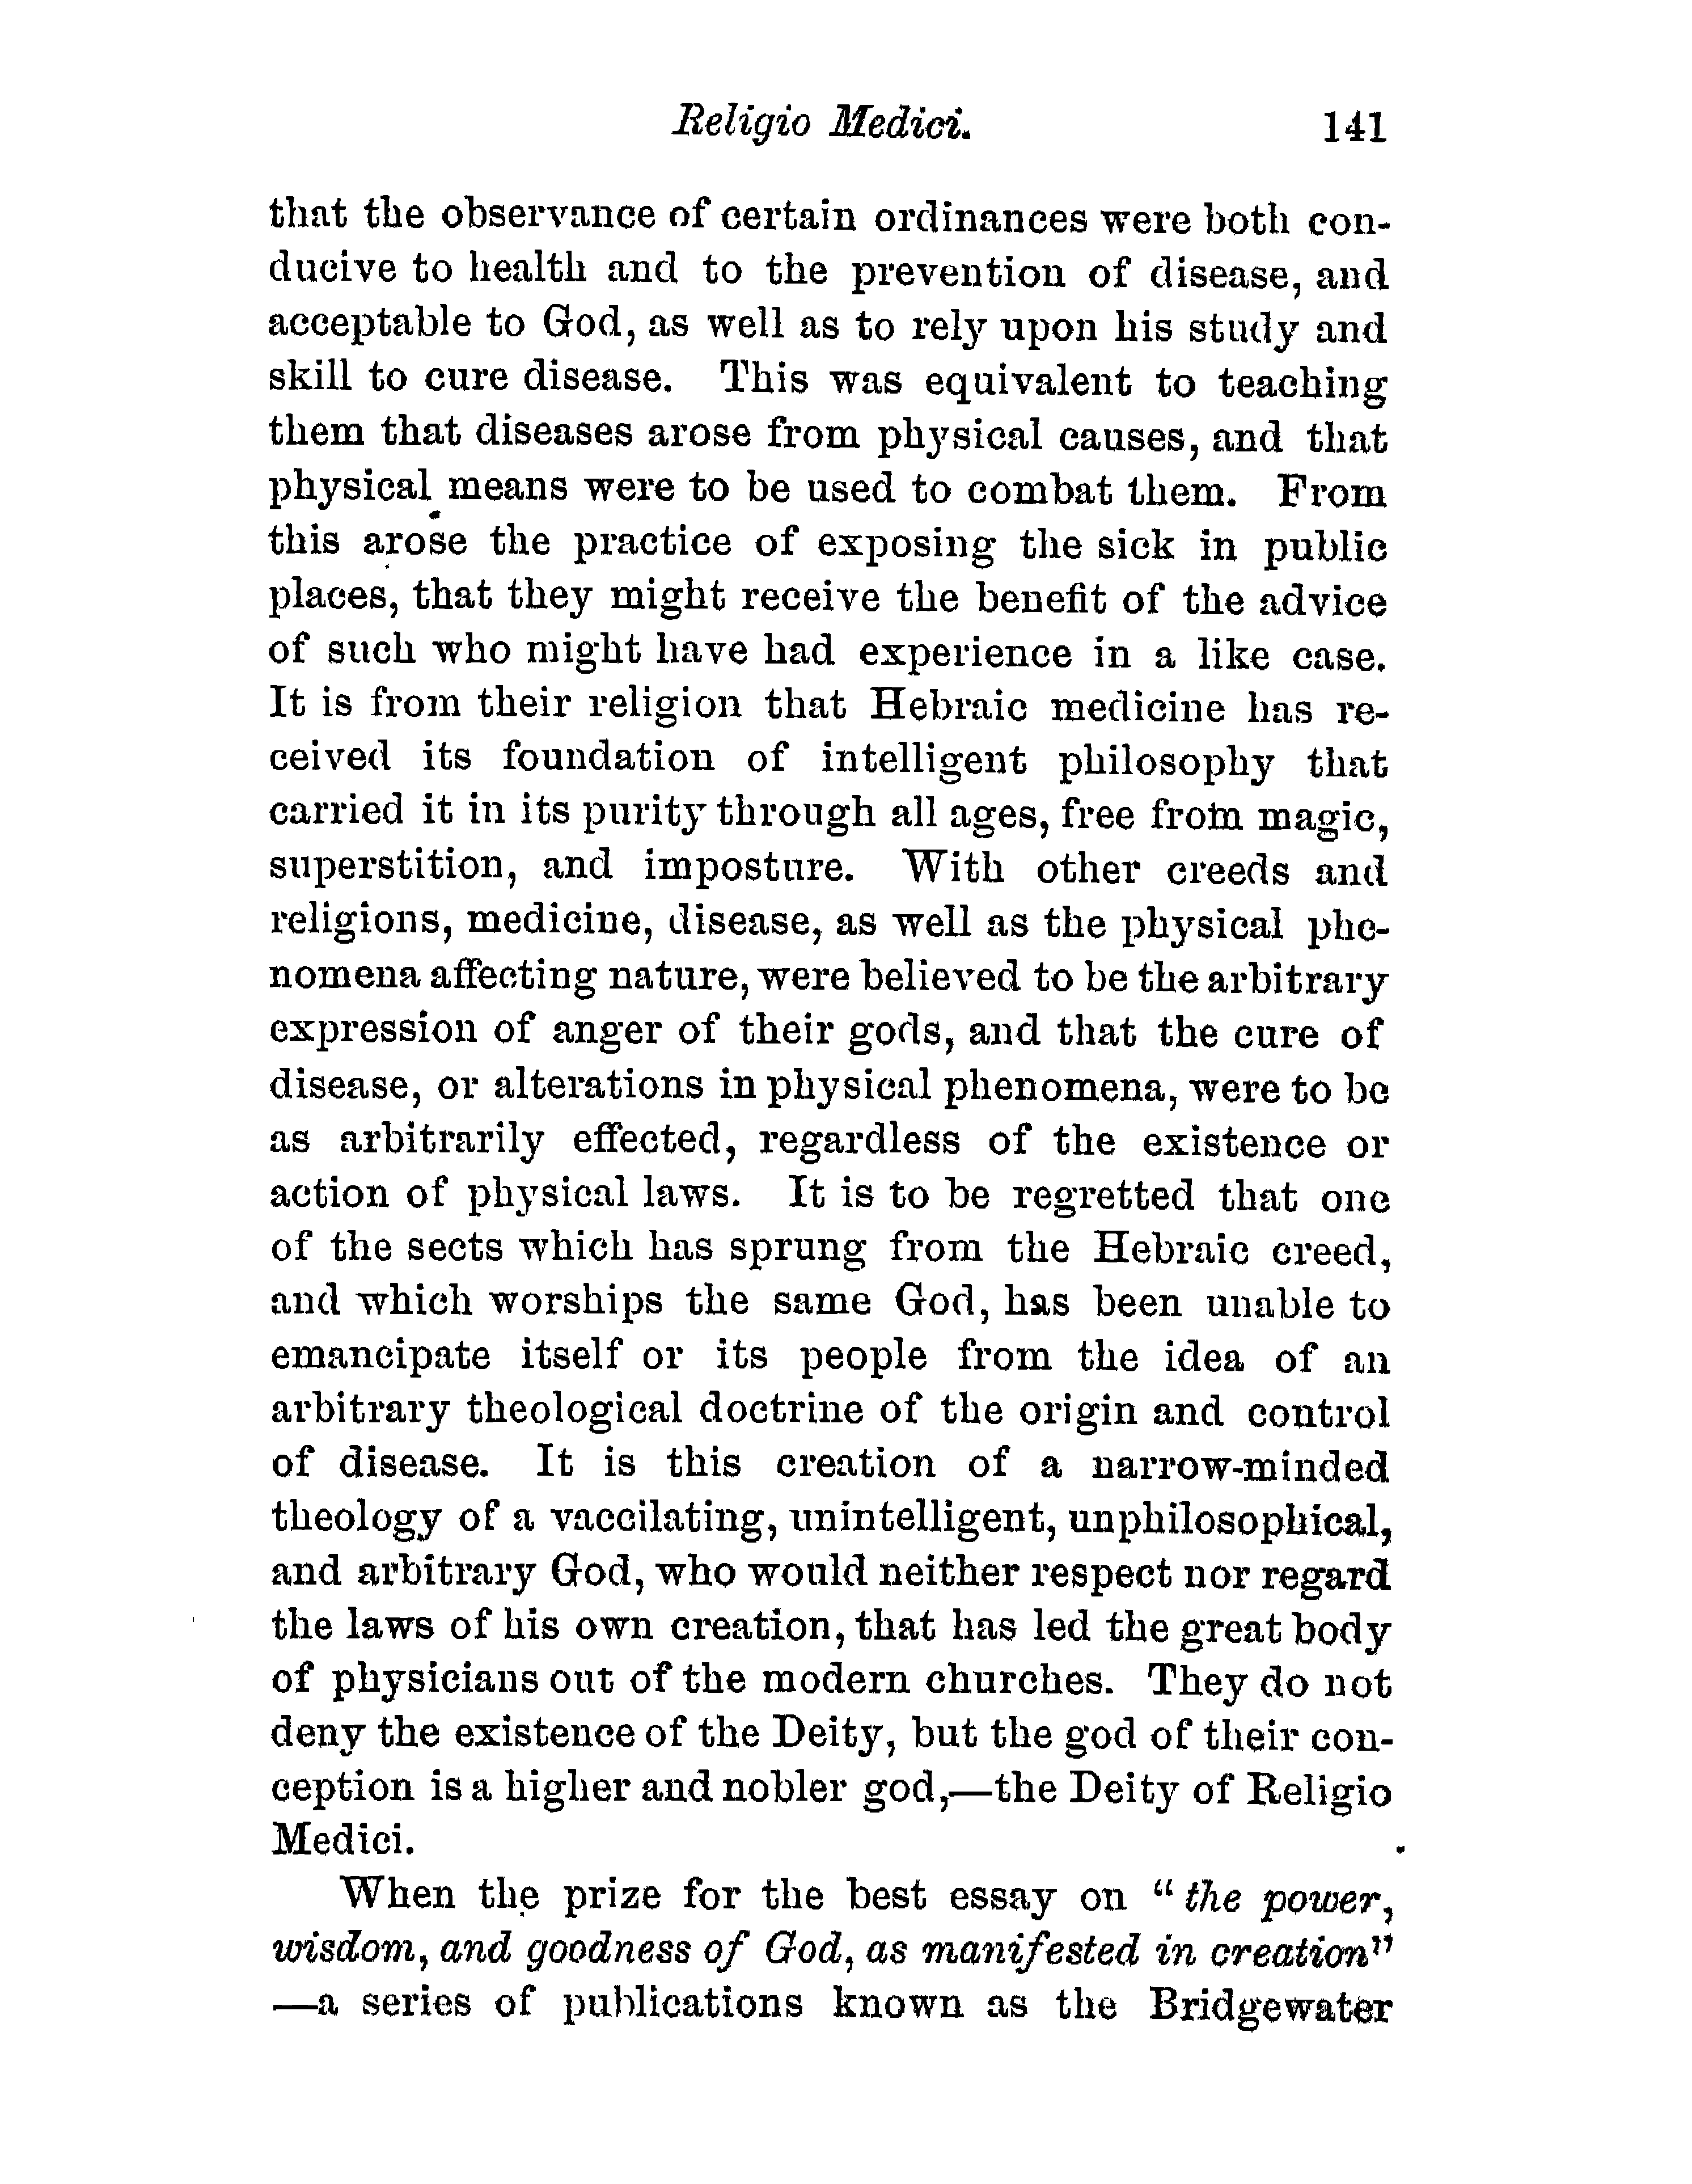 Religio Medici. 141
that the observance of certain ordinances were both con-
ducive to health and to the prevention of disease, and
acceptable to God, as well as to rely upon his study and
skill to cure disease. This was equivalent to teaching
them that diseases arose from physical causes, and that
physical means were to be used to combat them. From
this arose the practice of exposing the sick in public
places, that they might receive the benefit of the advice
of such who might have had experience in a like case.
It is from their religion that Hebraic medicine has re-
ceived its foundation of intelligent philosophy that
carried it in its purity through all ages, free from magic,
superstition, and imposture. With other creeds and
religions, medicine, disease, as well as the physical phe-
nomena affecting nature, were believed to be the arbitrary
expression of anger of their gods, and that the cure of
disease, or alterations in physical phenomena, were to be
as arbitrarily effected, regardless of the existence or
action of physical laws. It is to be regretted that one
of the sects which has sprung from the Hebraic creed,
and which worships the same God, has been unable to
emancipate itself or its people from the idea of an
arbitrary theological doctrine of the origin and control
of disease. It is this creation of a narrow-minded
theology of a vaccilating, unintelligent, unphilosophical,
and arbitrary God, who would neither respect nor regard
the laws of his own creation, that has led the great body
of physicians out of the modern churches. They do not
deny the existence of the Deity, but the god of their con-
ception is a higher and nobler god,—the Deity of Religio
Medici.
When the prize for the best essay on "the power,
wisdom, and goodness of God, as manifested in creation"
—a series of publications known as the Bridgewater